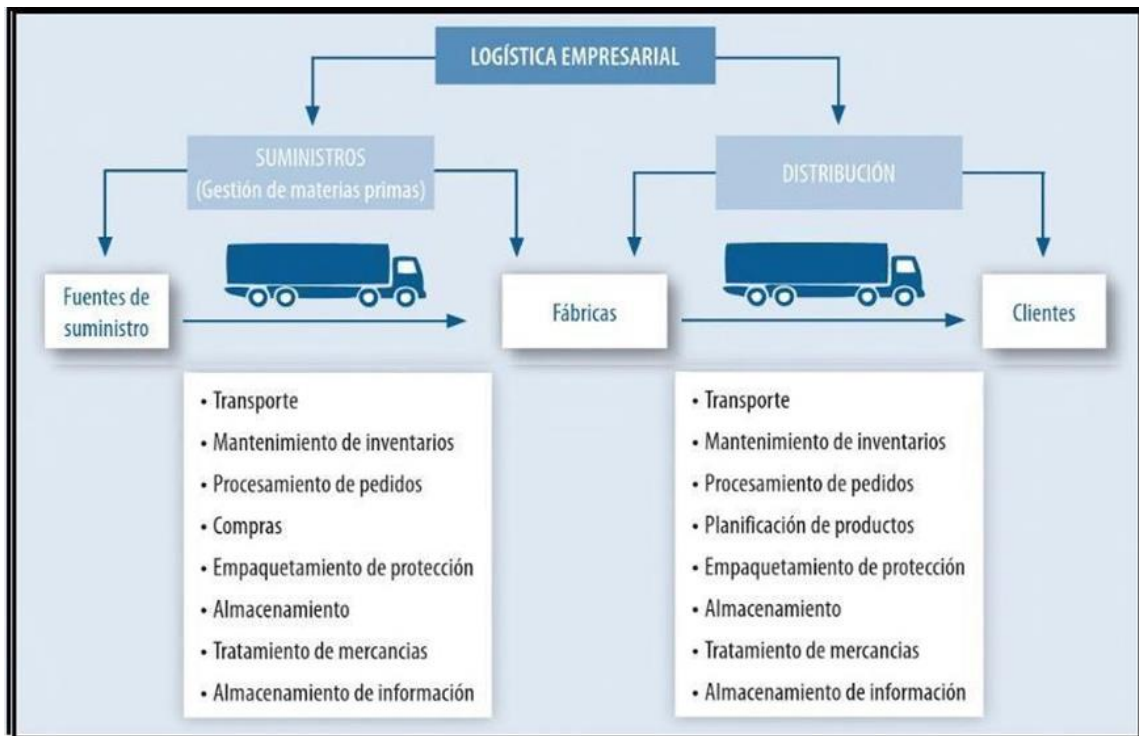 LOGÍSTICA EMPRESARIAL
SUMINISTROS
(Gestión de materias primas)
DISTRIBUCIÓN
Fuentes de
suministro
Fábricas
Clientes
• Transporte
• Mantenimiento de inventarios
• Procesamiento de pedidos
• Compras
• Empaquetamiento de protección
• Almacenamiento
• Tratamiento de mercancias
• Almacenamiento de información
• Transporte
• Mantenimiento de inventarios
• Procesamiento de pedidos
• Planificación de productos
• Empaquetamiento de protección
• Almacenamiento
• Tratamiento de mercancias
• Almacenamiento de información